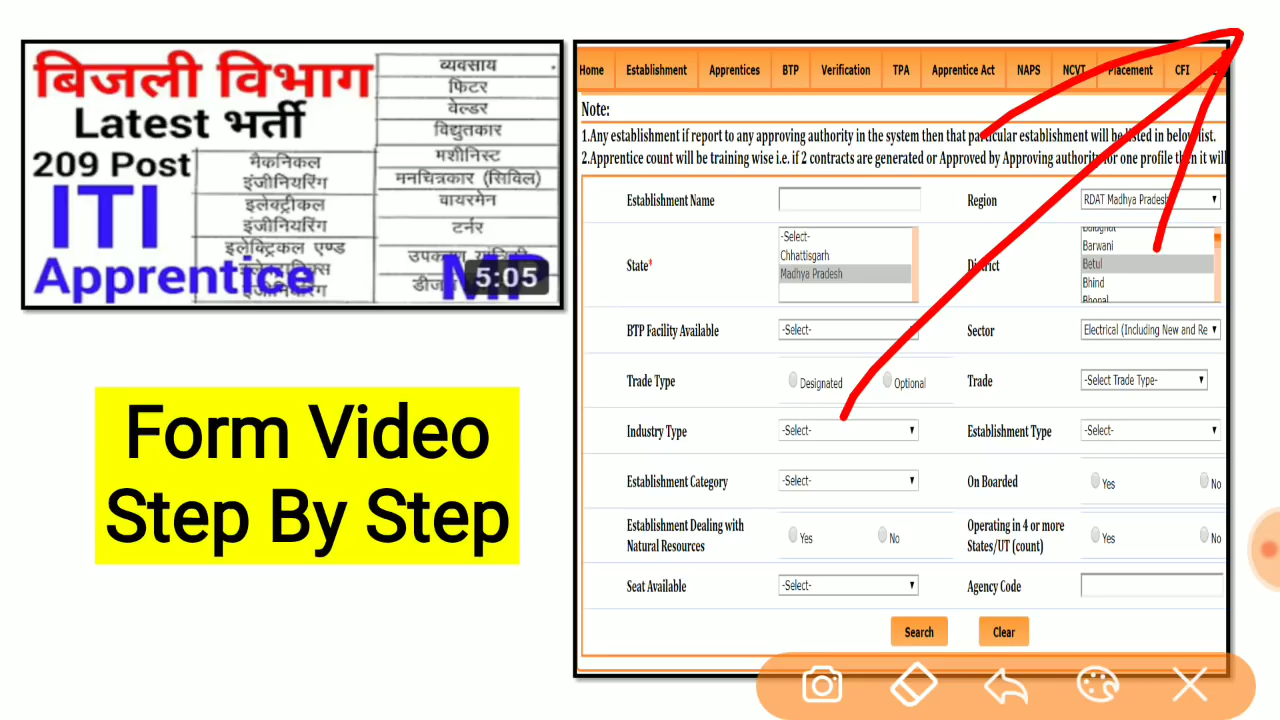 बिजली विभाग
Latest भर्ती
209 Post
ITI
Apprentice
मैकनिकल
इंजीनियरिंग
इलेक्ट्रीकल
इंजीनियरिंग
इलेक्ट्रिकल एण्ड
इंजीनियरिंग
व्यवसाय
फिटर
वेल्डर
विद्युतकार
मशीनिस्ट
मनचित्रकार (सिविल)
वायरमेन
टर्नर
उपकरण
MP
5:05
Form Video
Step By Step
Home Establishment Apprentices BTP Verification TPA Apprentice Act NAPS NCVT Placement CFI
Note:
1.Any establishment if report to any approving authority in the system then that particular establishment will be listed in below list.
2.Apprentice count will be training wise i.e. if 2 contracts are generated or Approved by Approving authority for one profile then it will
Establishment Name Region RDAT Madhya Pradesh
State* -Select- Chhattisgarh Madhya Pradesh
District Balaghat Barwani Betul Bhind Bhopal
BTP Facility Available -Select- Sector Electrical (Including New and Re
Trade Type Designated Optional Trade -Select Trade Type-
Industry Type -Select- Establishment Type -Select-
Establishment Category -Select- On Boarded Yes No
Establishment Dealing with Natural Resources Yes No Operating in 4 or more States/UT (count) Yes No
Seat Available -Select- Agency Code
Search Clear